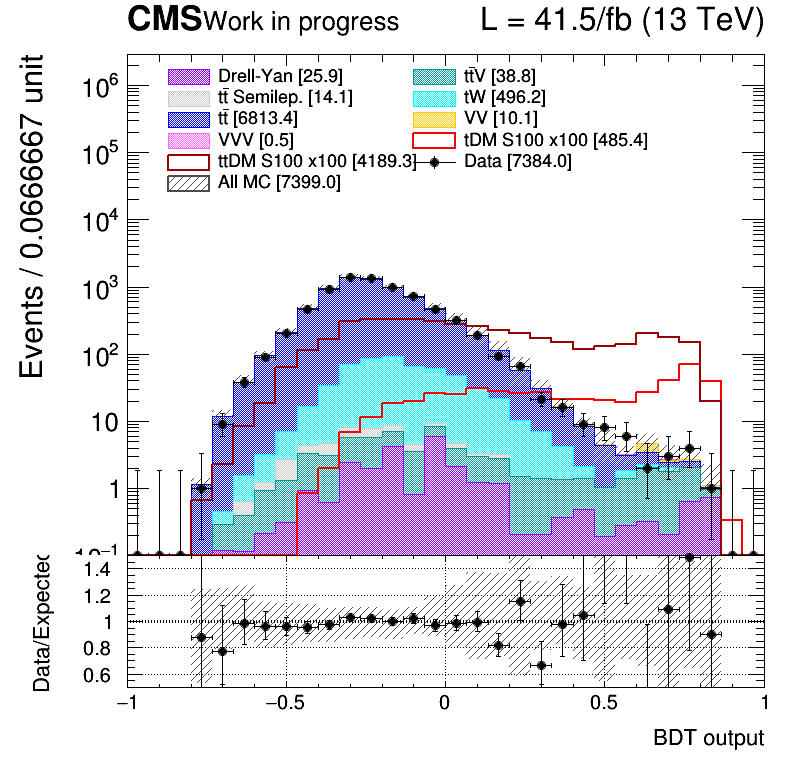 CMS Work in progress L = 41.5/fb (13 TeV)
Events / 0.0666667 unit
10⁶
10⁵
10⁴
10³
10²
10
1
10⁻¹
Drell-Yan [25.9]
tt̄V [38.8]
tt̄ Semilep. [14.1]
tW [496.2]
tt̄ [6813.4]
VV [10.1]
VVV [0.5]
tDM S100 x100 [485.4]
ttDM S100 x100 [4189.3]
Data [7384.0]
All MC [7399.0]
Data/Expected
1.4
1.2
1
0.8
0.6
−1 −0.5 0 0.5 1
BDT output